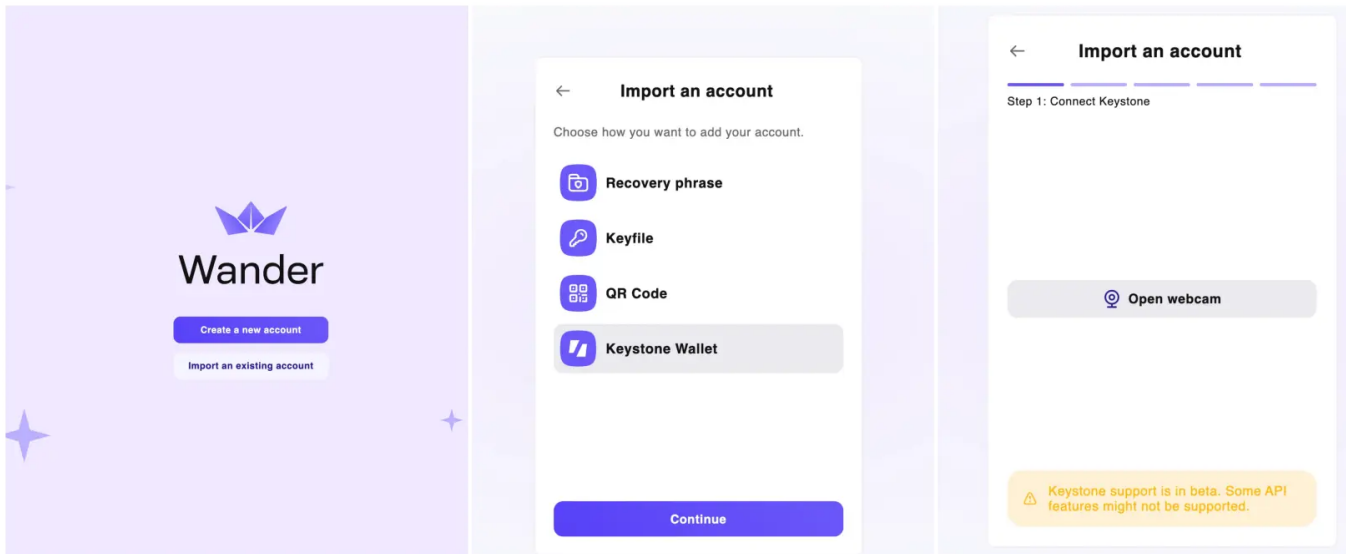 Wander
Create a new account
Import an existing account
Import an account
Choose how you want to add your account.
Recovery phrase
Keyfile
QR Code
Keystone Wallet
Continue
Import an account
Step 1: Connect Keystone
Open webcam
Keystone support is in beta. Some API
features might not be supported.